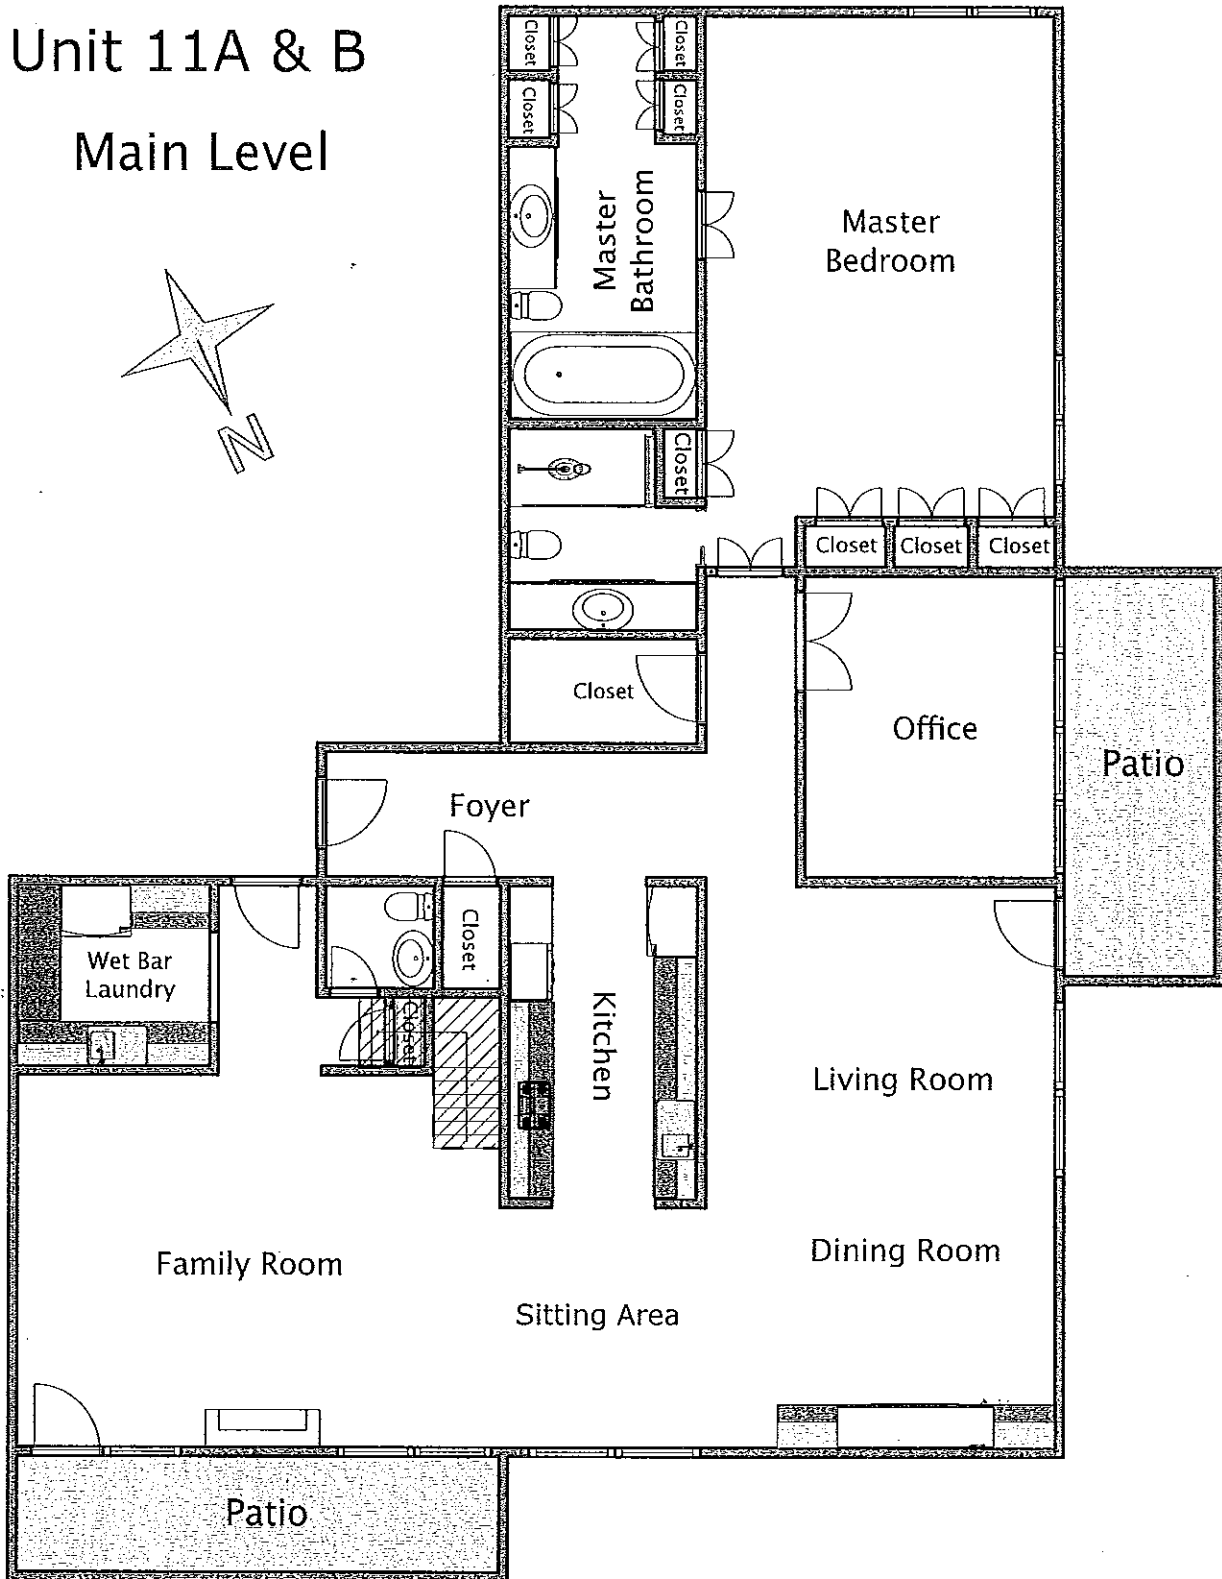 Unit 11A & B
Main Level
N
Closet
Closet
Closet
Closet
Master
Bathroom
Master
Bedroom
Closet
Closet
Closet
Closet
Closet
Office
Patio
Foyer
Closet
Wet Bar
Laundry
Closet
Kitchen
Living Room
Family Room
Sitting Area
Dining Room
Patio